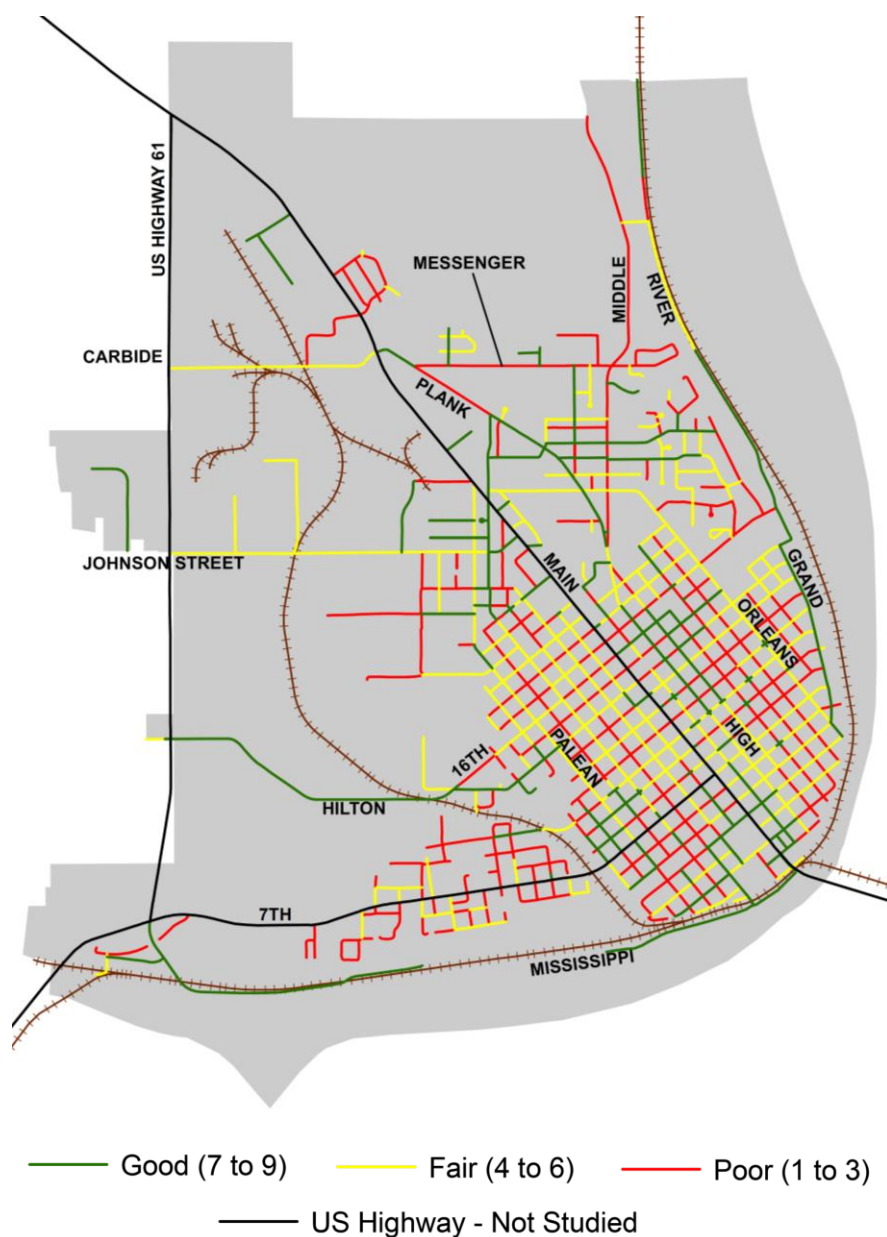 US HIGHWAY 61
MESSENGER
MIDDLE
RIVER
CARBIDE
PLANK
JOHNSON STREET
MAIN
GRAND
ORLEANS
HIGH
PALEAN
16TH
HILTON
7TH
MISSISSIPPI
Good (7 to 9)
Fair (4 to 6)
Poor (1 to 3)
US Highway - Not Studied